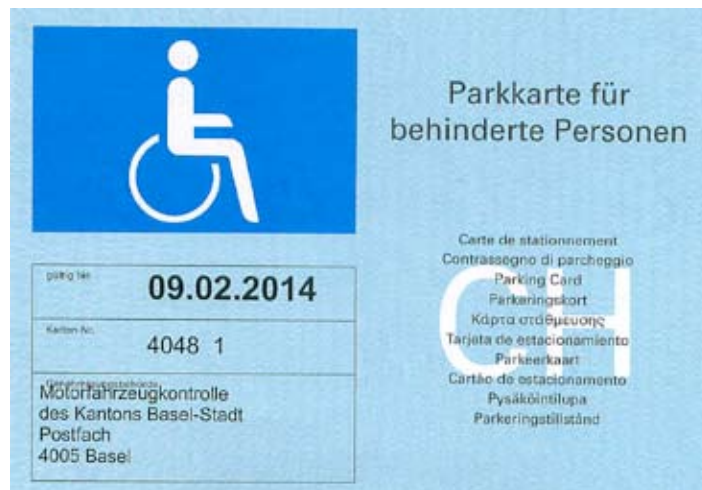 Parkkarte für
behinderte Personen
Carte de stationnement
Contrassegno di parcheggio
Parking Card
Parkeringskort
Κάρτα στάθμευσης
Tarjeta de estacionamiento
Parkeerkaart
Cartão de estacionamento
Pysäköintilupa
Parkeringstillstånd
CH
gültig bis
09.02.2014
Karten-Nr.
4048 1
Motorfahrzeugkontrolle
des Kantons Basel-Stadt
Postfach
4005 Basel